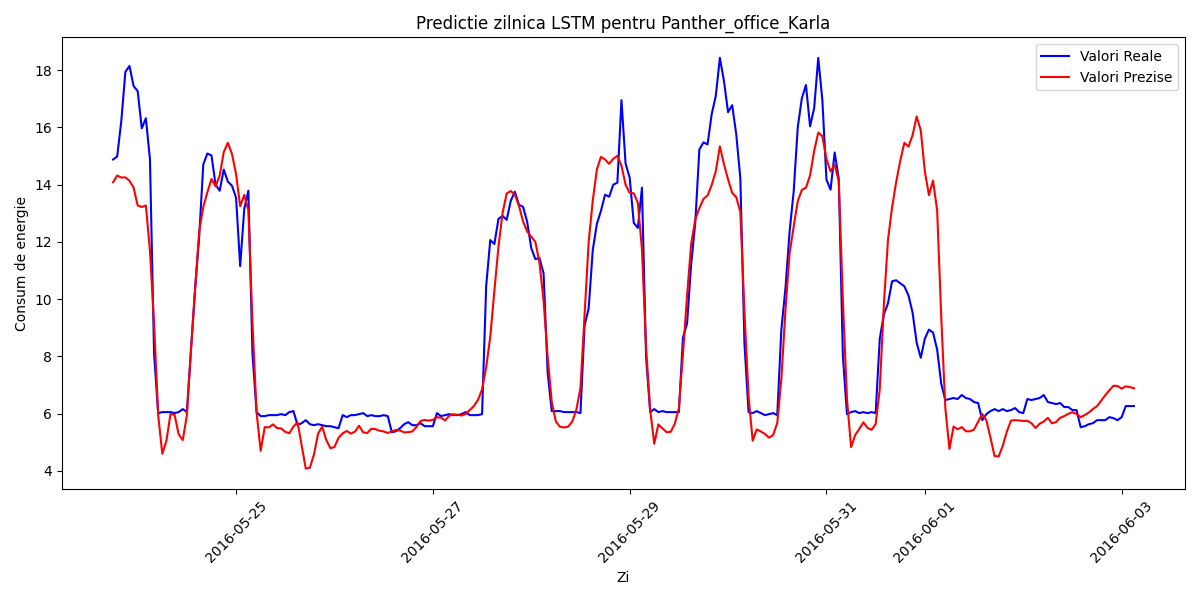 Predictie zilnica LSTM pentru Panther_office_Karla
Valori Reale
Valori Prezise
Consum de energie
18
16
14
12
10
8
6
4
2016-05-25
2016-05-27
2016-05-29
2016-05-31
2016-06-01
2016-06-03
Zi